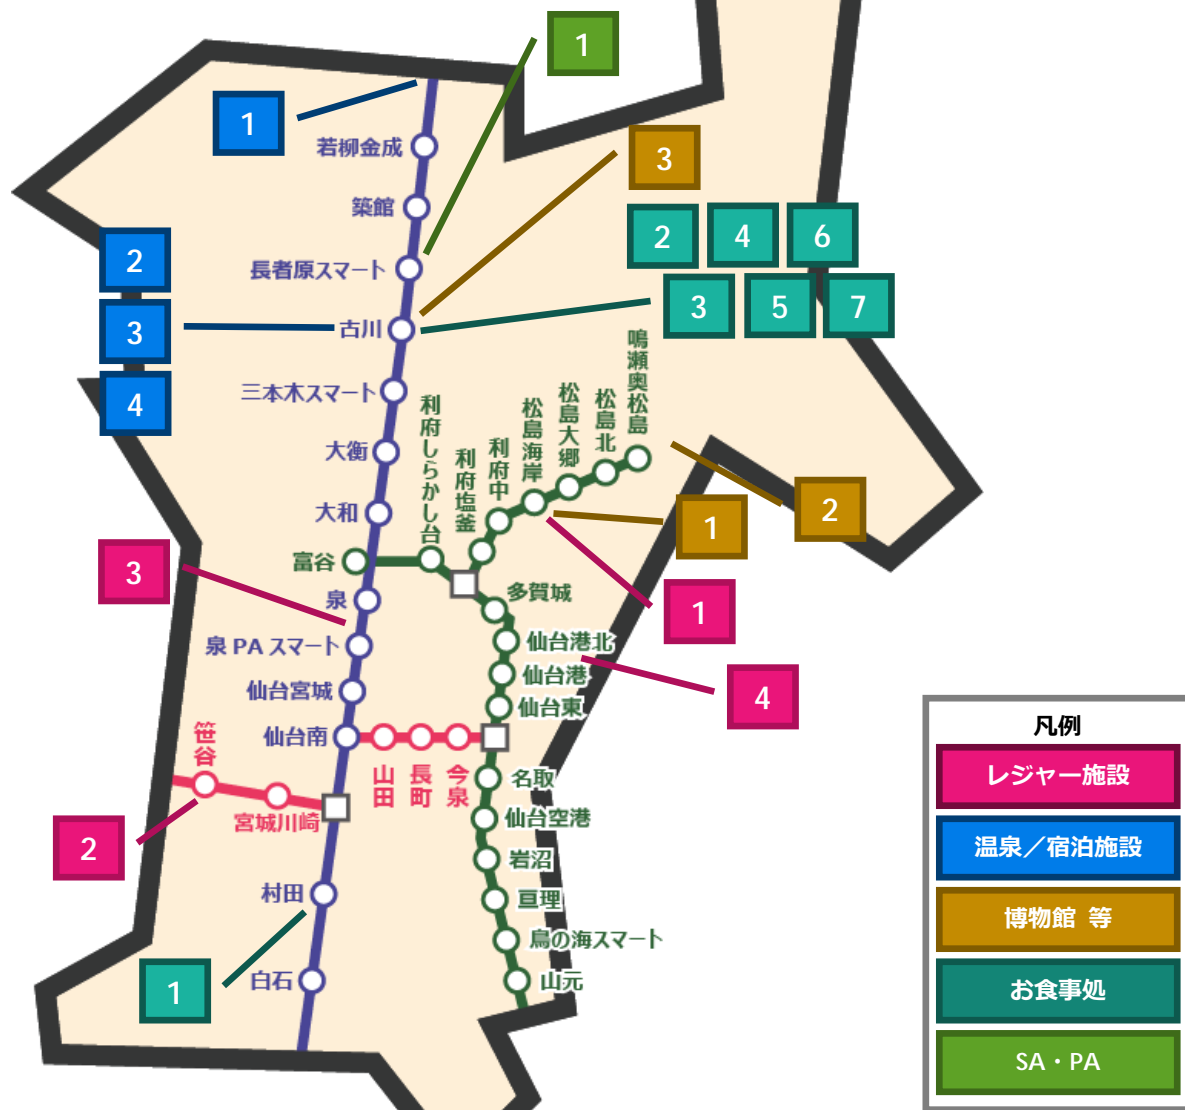 1
1
若柳金成
3
築館
2
4
6
2
長者原スマート
3
5
7
3
古川
鳴瀬奥松島
4
三本木スマート
利府しらかし台
松島海岸
松島大郷
松島北
大衡
利府塩釜
利府中
大和
2
1
富谷
3
多賀城
泉
1
泉 PA スマート
仙台港北
仙台港
仙台宮城
4
仙台東
笹谷
仙台南
凡例
山田
長町
今泉
名取
レジャー施設
宮城川崎
仙台空港
2
温泉／宿泊施設
岩沼
村田
亘理
博物館 等
鳥の海スマート
1
白石
山元
お食事処
SA・PA